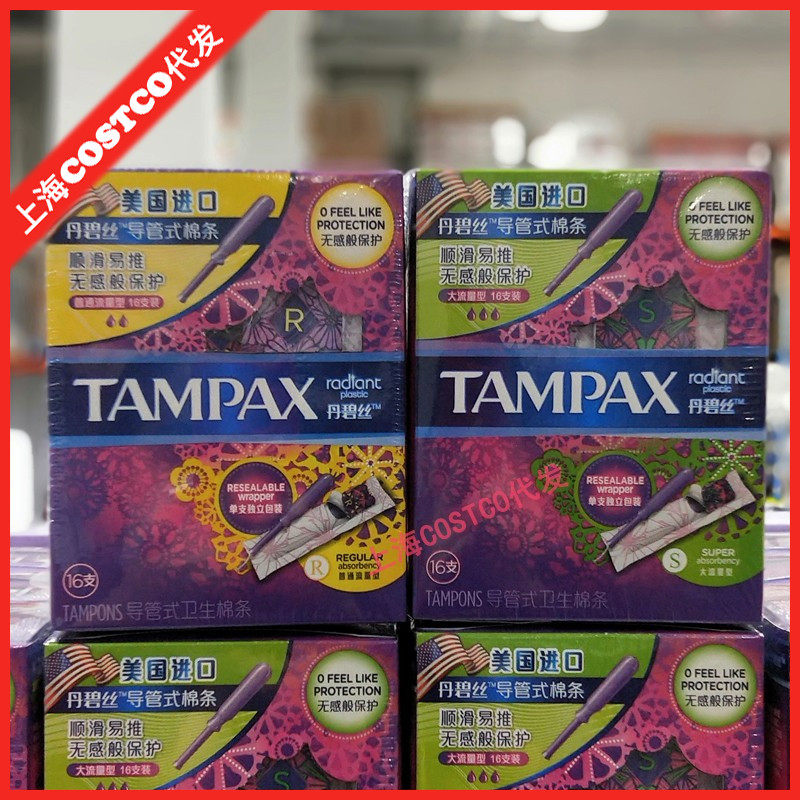 上海COSTCO代发
美国进口
丹碧丝™导管式棉条
顺滑易推
无感般保护
普通流量型 16支装
0 FEEL LIKE
PROTECTION
无感般保护
R
TAMPAX
radiant
plastic
丹碧丝™
RESEALABLE
wrapper
单支独立包装
R
REGULAR
absorbency
普通流量型
16支
TAMPONS 导管式卫生棉条
美国进口
丹碧丝™导管式棉条
顺滑易推
无感般保护
大流量型 16支装
0 FEEL LIKE
PROTECTION
无感般保护
S
TAMPAX
radiant
plastic
丹碧丝™
RESEALABLE
wrapper
单支独立包装
S
SUPER
absorbency
大流量型
16支
TAMPONS 导管式卫生棉条
上海COSTCO代发
美国进口
丹碧丝™导管式棉条
顺滑易推
无感般保护
大流量型 16支装
0 FEEL LIKE
PROTECTION
无感般保护
S
美国进口
丹碧丝™导管式棉条
顺滑易推
无感般保护
大流量型 16支装
0 FEEL LIKE
PROTECTION
无感般保护
S